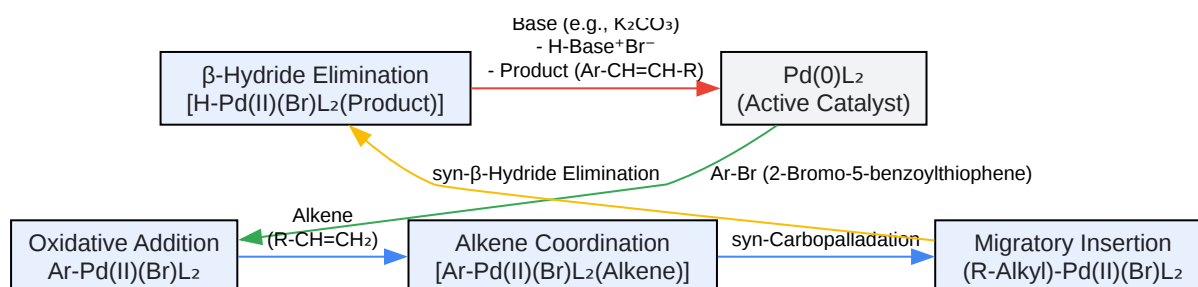 Base (e.g., K₂CO₃)
- H-Base⁺Br⁻
- Product (Ar-CH=CH-R)
β-Hydride Elimination
[H-Pd(II)(Br)L₂(Product)]
Pd(0)L₂
(Active Catalyst)
syn-β-Hydride Elimination
Ar-Br (2-Bromo-5-benzoylthiophene)
Oxidative Addition
Ar-Pd(II)(Br)L₂
Alkene
(R-CH=CH₂)
Alkene Coordination
[Ar-Pd(II)(Br)L₂(Alkene)]
syn-Carbopalladation
Migratory Insertion
(R-Alkyl)-Pd(II)(Br)L₂